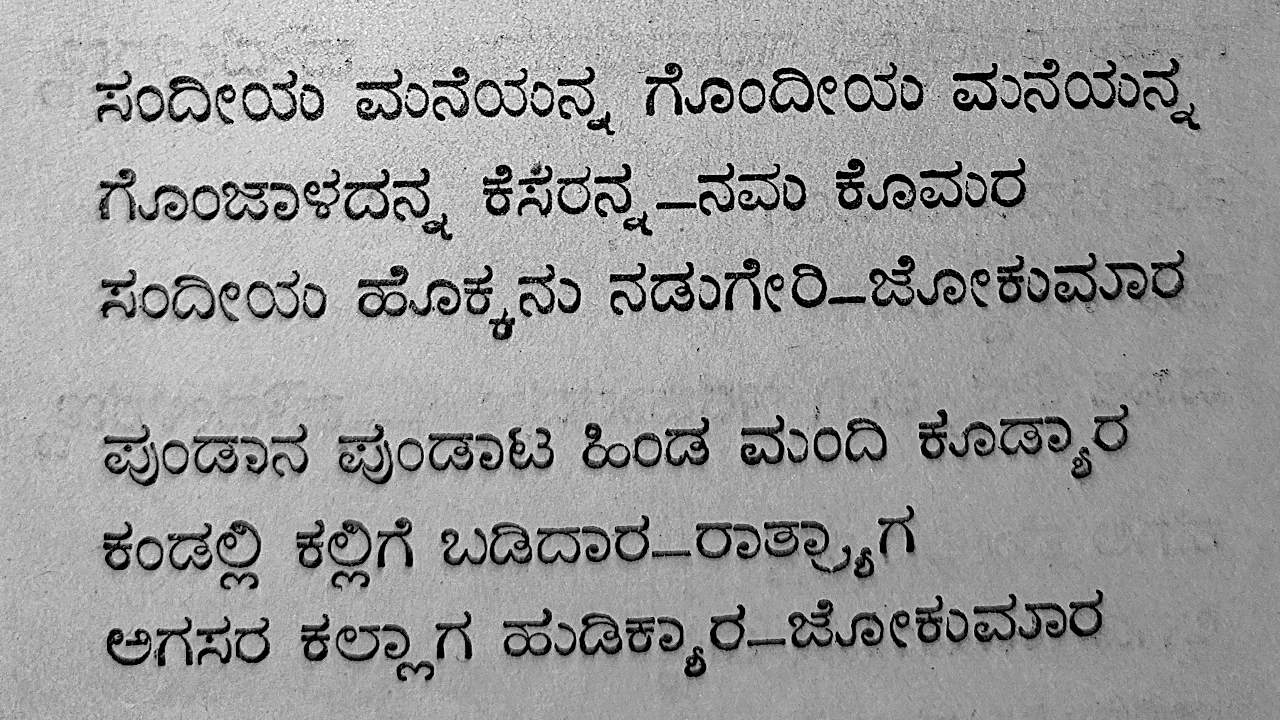 ಸಂದೀಯ ಮನೆಯನ್ನ ಗೊಂದೀಯ ಮನೆಯನ್ನ
ಗೊಂಜಾಳದನ್ನ ಕೆಸರನ್ನ—ನಮ ಕೊಮರ
ಸಂದೀಯ ಹೊಕ್ಕನು ನಡುಗೇರಿ—ಜೋಕುಮಾರ
ಪುಂಡಾನ ಪುಂಡಾಟ ಹಿಂಡ ಮಂದಿ ಕೂಡ್ಯಾರ
ಕಂಡಲ್ಲಿ ಕಲ್ಲಿಗೆ ಬಡಿದಾರ—ರಾತ್ರ್ಯಾಗ
ಅಗಸರ ಕಲ್ಲಾಗ ಹುಡಿಕ್ಯಾರ—ಜೋಕುಮಾರ